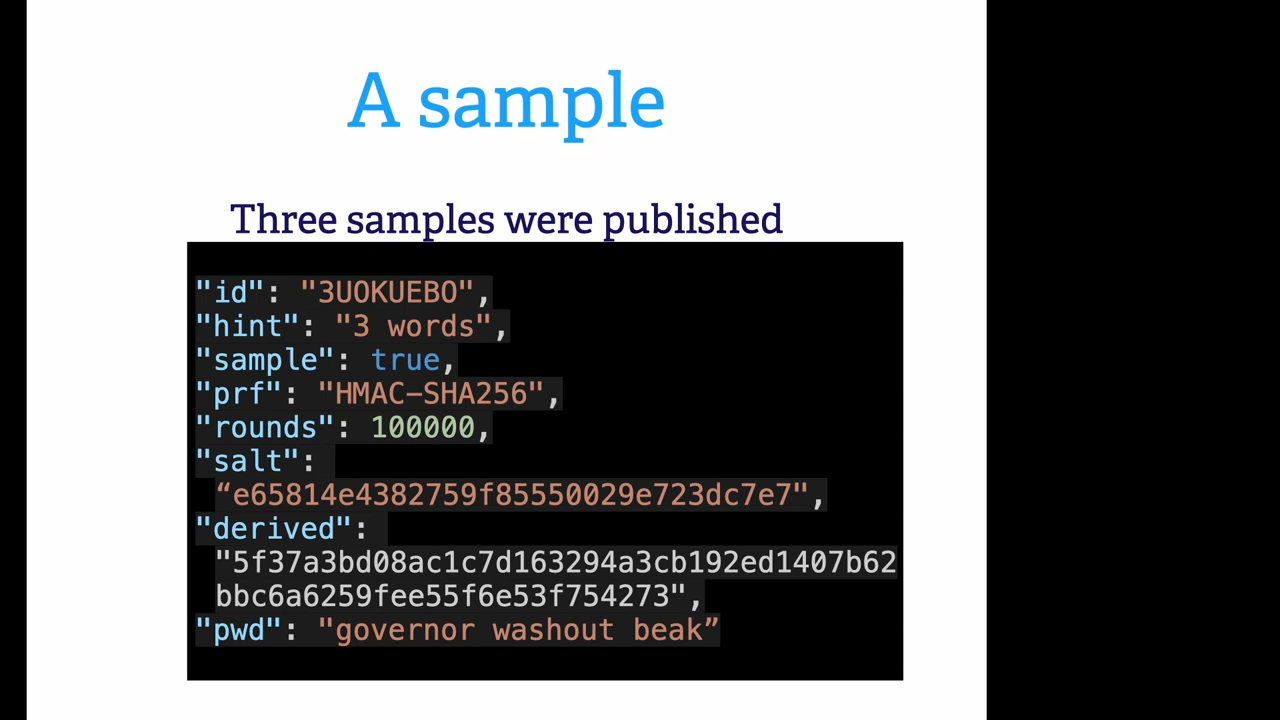 A sample
Three samples were published
"id": "3UOKUEBO",
"hint": "3 words",
"sample": true,
"prf": "HMAC-SHA256",
"rounds": 100000,
"salt":
“e65814e4382759f85550029e723dc7e7",
"derived":
"5f37a3bd08ac1c7d163294a3cb192ed1407b62
bbc6a6259fee55f6e53f754273",
"pwd": "governor washout beak”